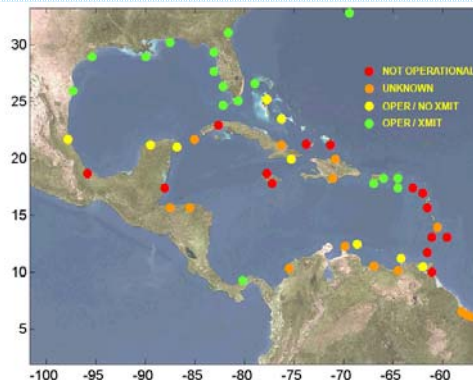 30
25
20
15
10
5
NOT OPERATIONAL
UNKNOWN
OPER / NO XMIT
OPER / XMIT
-100 -95 -90 -85 -80 -75 -70 -65 -60